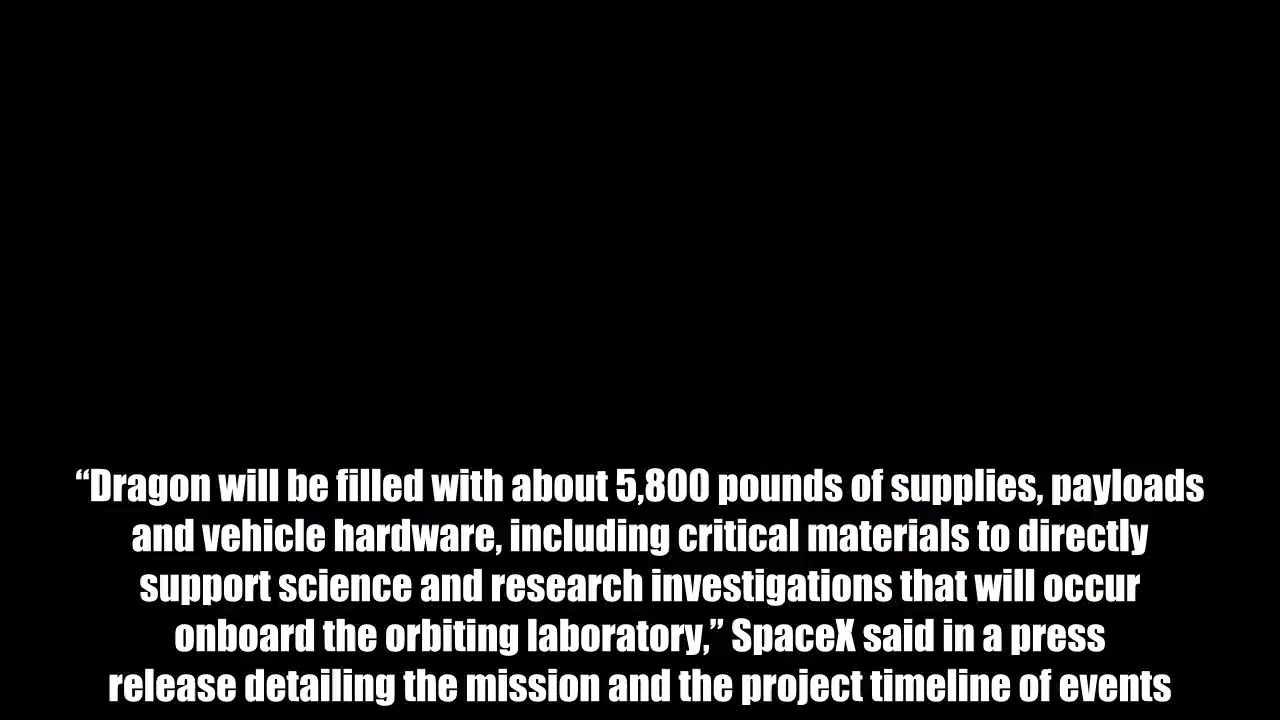 “Dragon will be filled with about 5,800 pounds of supplies, payloads
and vehicle hardware, including critical materials to directly
support science and research investigations that will occur
onboard the orbiting laboratory,” SpaceX said in a press
release detailing the mission and the project timeline of events